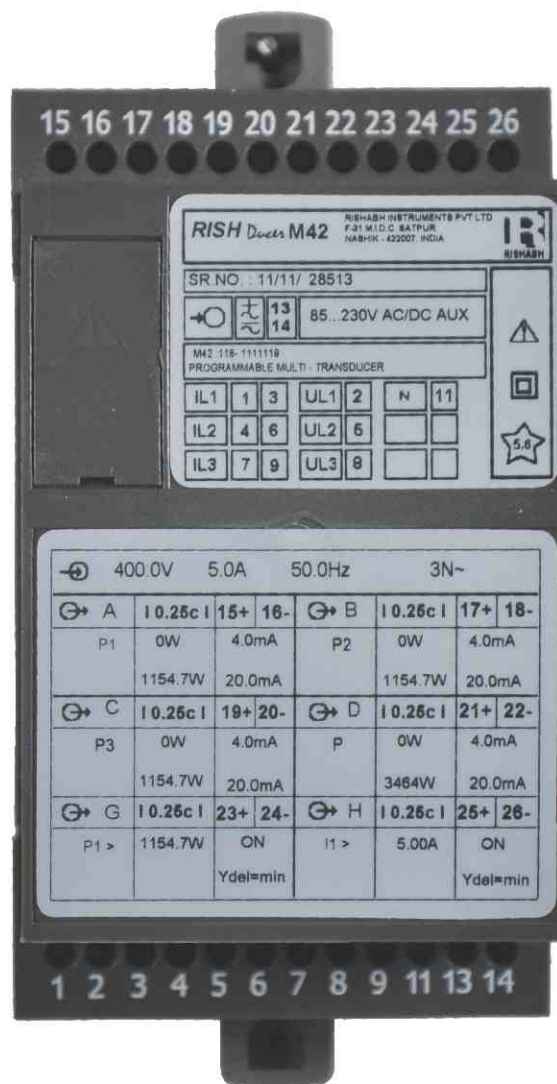 15 16 17 18 19 20 21 22 23 24 25 26
RISH Ducer M42
RISHABH INSTRUMENTS PVT LTD
F-31 M.I.D.C. SATPUR
NASHIK - 422007. INDIA
RISHABH
SR.NO. : 11/11/ 28513
13
14
85...230V AC/DC AUX
M42 116- 1111119
PROGRAMMABLE MULTI - TRANSDUCER
IL1 1 3 UL1 2 N 11
IL2 4 6 UL2 5
IL3 7 9 UL3 8
5.6
400.0V 5.0A 50.0Hz 3N~
A | 0.25c | 15+ 16- B | 0.25c | 17+ 18-
P1 0W 4.0mA P2 0W 4.0mA
1154.7W 20.0mA 1154.7W 20.0mA
C | 0.25c | 19+ 20- D | 0.25c | 21+ 22-
P3 0W 4.0mA P 0W 4.0mA
1154.7W 20.0mA 3464W 20.0mA
G | 0.25c | 23+ 24- H | 0.25c | 25+ 26-
P1 > 1154.7W ON I1 > 5.00A ON
Ydel=min Ydel=min
1 2 3 4 5 6 7 8 9 11 13 14